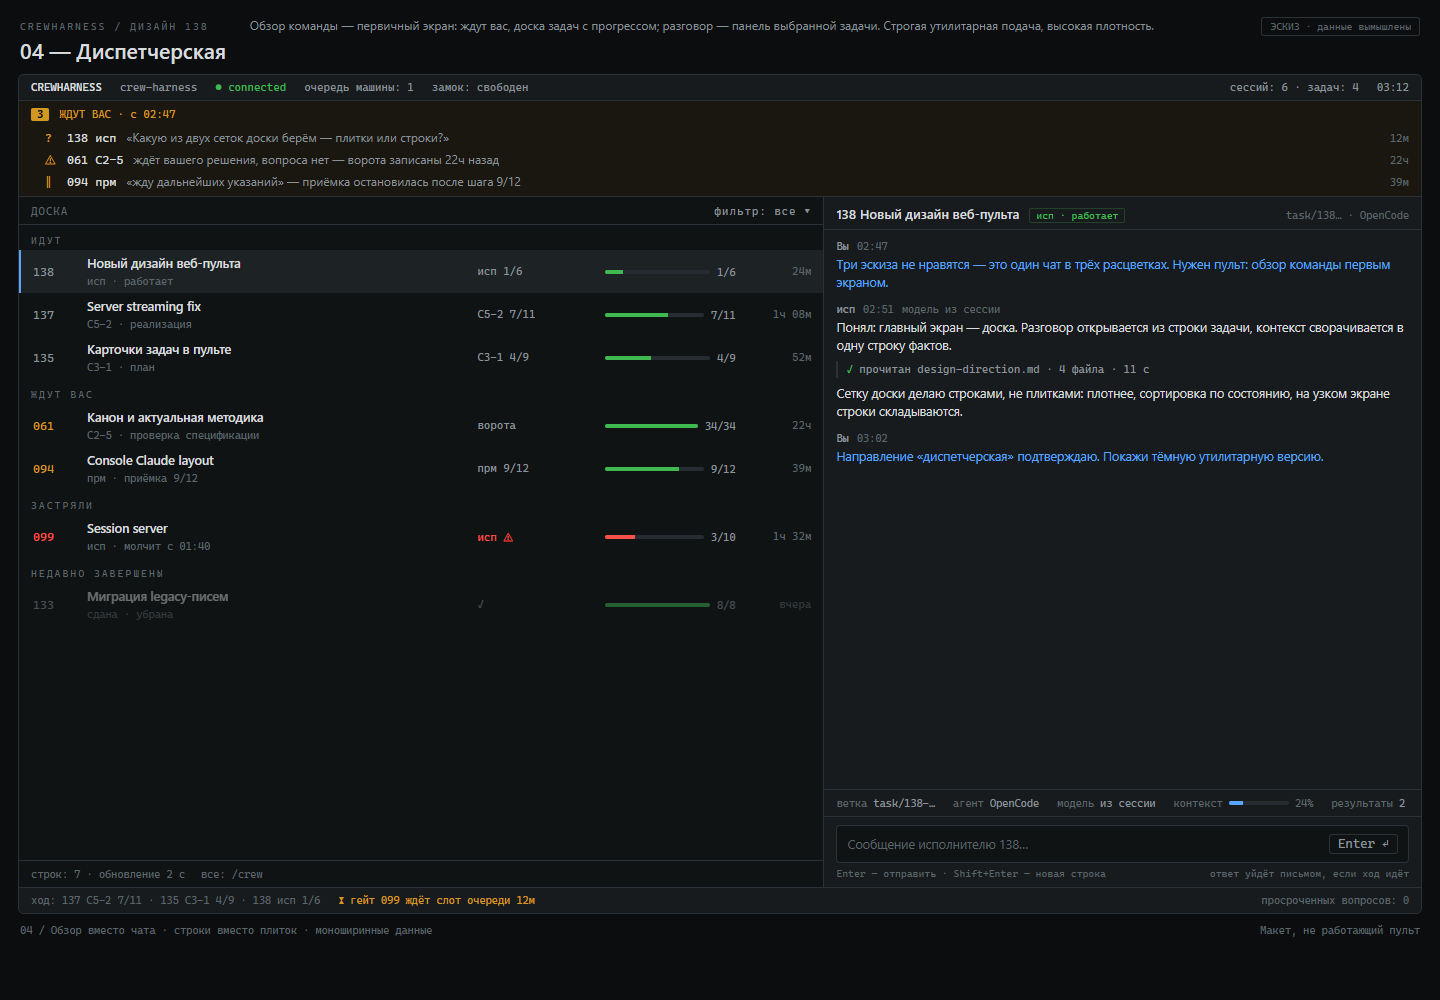 CREWHARNESS / ДИЗАЙН 138
Обзор команды — первичный экран: ждут вас, доска задач с прогрессом; разговор — панель выбранной задачи. Строгая утилитарная подача, высокая плотность.
ЭСКИЗ · данные вымышлены
04 — Диспетчерская
CREWHARNESS crew-harness ● connected очередь машины: 1 замок: свободен сессий: 6 · задач: 4 03:12
3 ЖДУТ ВАС · с 02:47
? 138 исп «Какую из двух сеток доски берём — плитки или строки?» 12м
⚠ 061 С2-5 ждёт вашего решения, вопроса нет — ворота записаны 22ч назад 22ч
‖ 094 прм «жду дальнейших указаний» — приёмка остановилась после шага 9/12 39м
ДОСКА фильтр: все ▾
ИДУТ
138 Новый дизайн веб-пульта исп 1/6 1/6 24м
исп · работает
137 Server streaming fix С5-2 7/11 7/11 1ч 08м
С5-2 · реализация
135 Карточки задач в пульте С3-1 4/9 4/9 52м
С3-1 · план
ЖДУТ ВАС
061 Канон и актуальная методика ворота 34/34 22ч
С2-5 · проверка спецификации
094 Console Claude layout прм 9/12 9/12 39м
прм · приёмка 9/12
ЗАСТРЯЛИ
099 Session server исп ⚠ 3/10 1ч 32м
исп · молчит с 01:40
НЕДАВНО ЗАВЕРШЕНЫ
133 Миграция legacy-писем ✓ 8/8 вчера
сдана · убрана
строк: 7 · обновление 2 с все: /crew
138 Новый дизайн веб-пульта исп · работает task/138… · OpenCode
Вы 02:47
Три эскиза не нравятся — это один чат в трёх расцветках. Нужен пульт: обзор команды первым
экраном.
исп 02:51 модель из сессии
Понял: главный экран — доска. Разговор открывается из строки задачи, контекст сворачивается в
одну строку фактов.
✓ прочитан design-direction.md · 4 файла · 11 с
Сетку доски делаю строками, не плитками: плотнее, сортировка по состоянию, на узком экране
строки складываются.
Вы 03:02
Направление «диспетчерская» подтверждаю. Покажи тёмную утилитарную версию.
ветка task/138-… агент OpenCode модель из сессии контекст 24% результаты 2
Сообщение исполнителю 138… Enter ↲
Enter — отправить · Shift+Enter — новая строка ответ уйдёт письмом, если ход идёт
ход: 137 С5-2 7/11 · 135 С3-1 4/9 · 138 исп 1/6 ⧗ гейт 099 ждёт слот очереди 12м просроченных вопросов: 0
04 / Обзор вместо чата · строки вместо плиток · моноширинные данные Макет, не работающий пульт